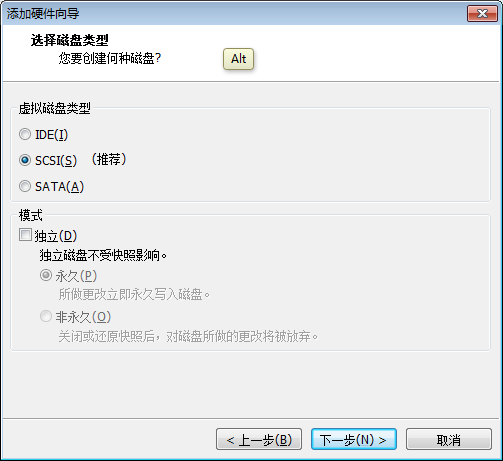 添加硬件向导
选择磁盘类型
您要创建何种磁盘?
Alt
虚拟磁盘类型
IDE(I)
SCSI(S) （推荐）
SATA(A)
模式
独立(D)
独立磁盘不受快照影响。
永久(P)
所做更改立即永久写入磁盘。
非永久(O)
关闭或还原快照后，对磁盘所做的更改将被放弃。
< 上一步(B) 下一步(N) > 取消